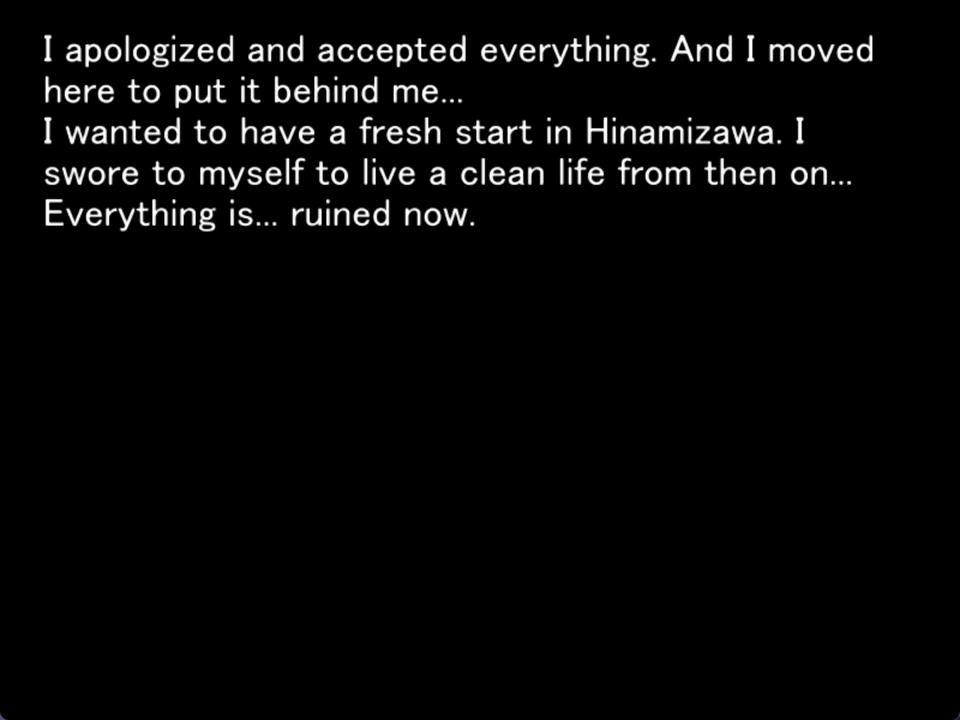 I apologized and accepted everything. And I moved
here to put it behind me...
I wanted to have a fresh start in Hinamizawa. I
swore to myself to live a clean life from then on...
Everything is... ruined now.